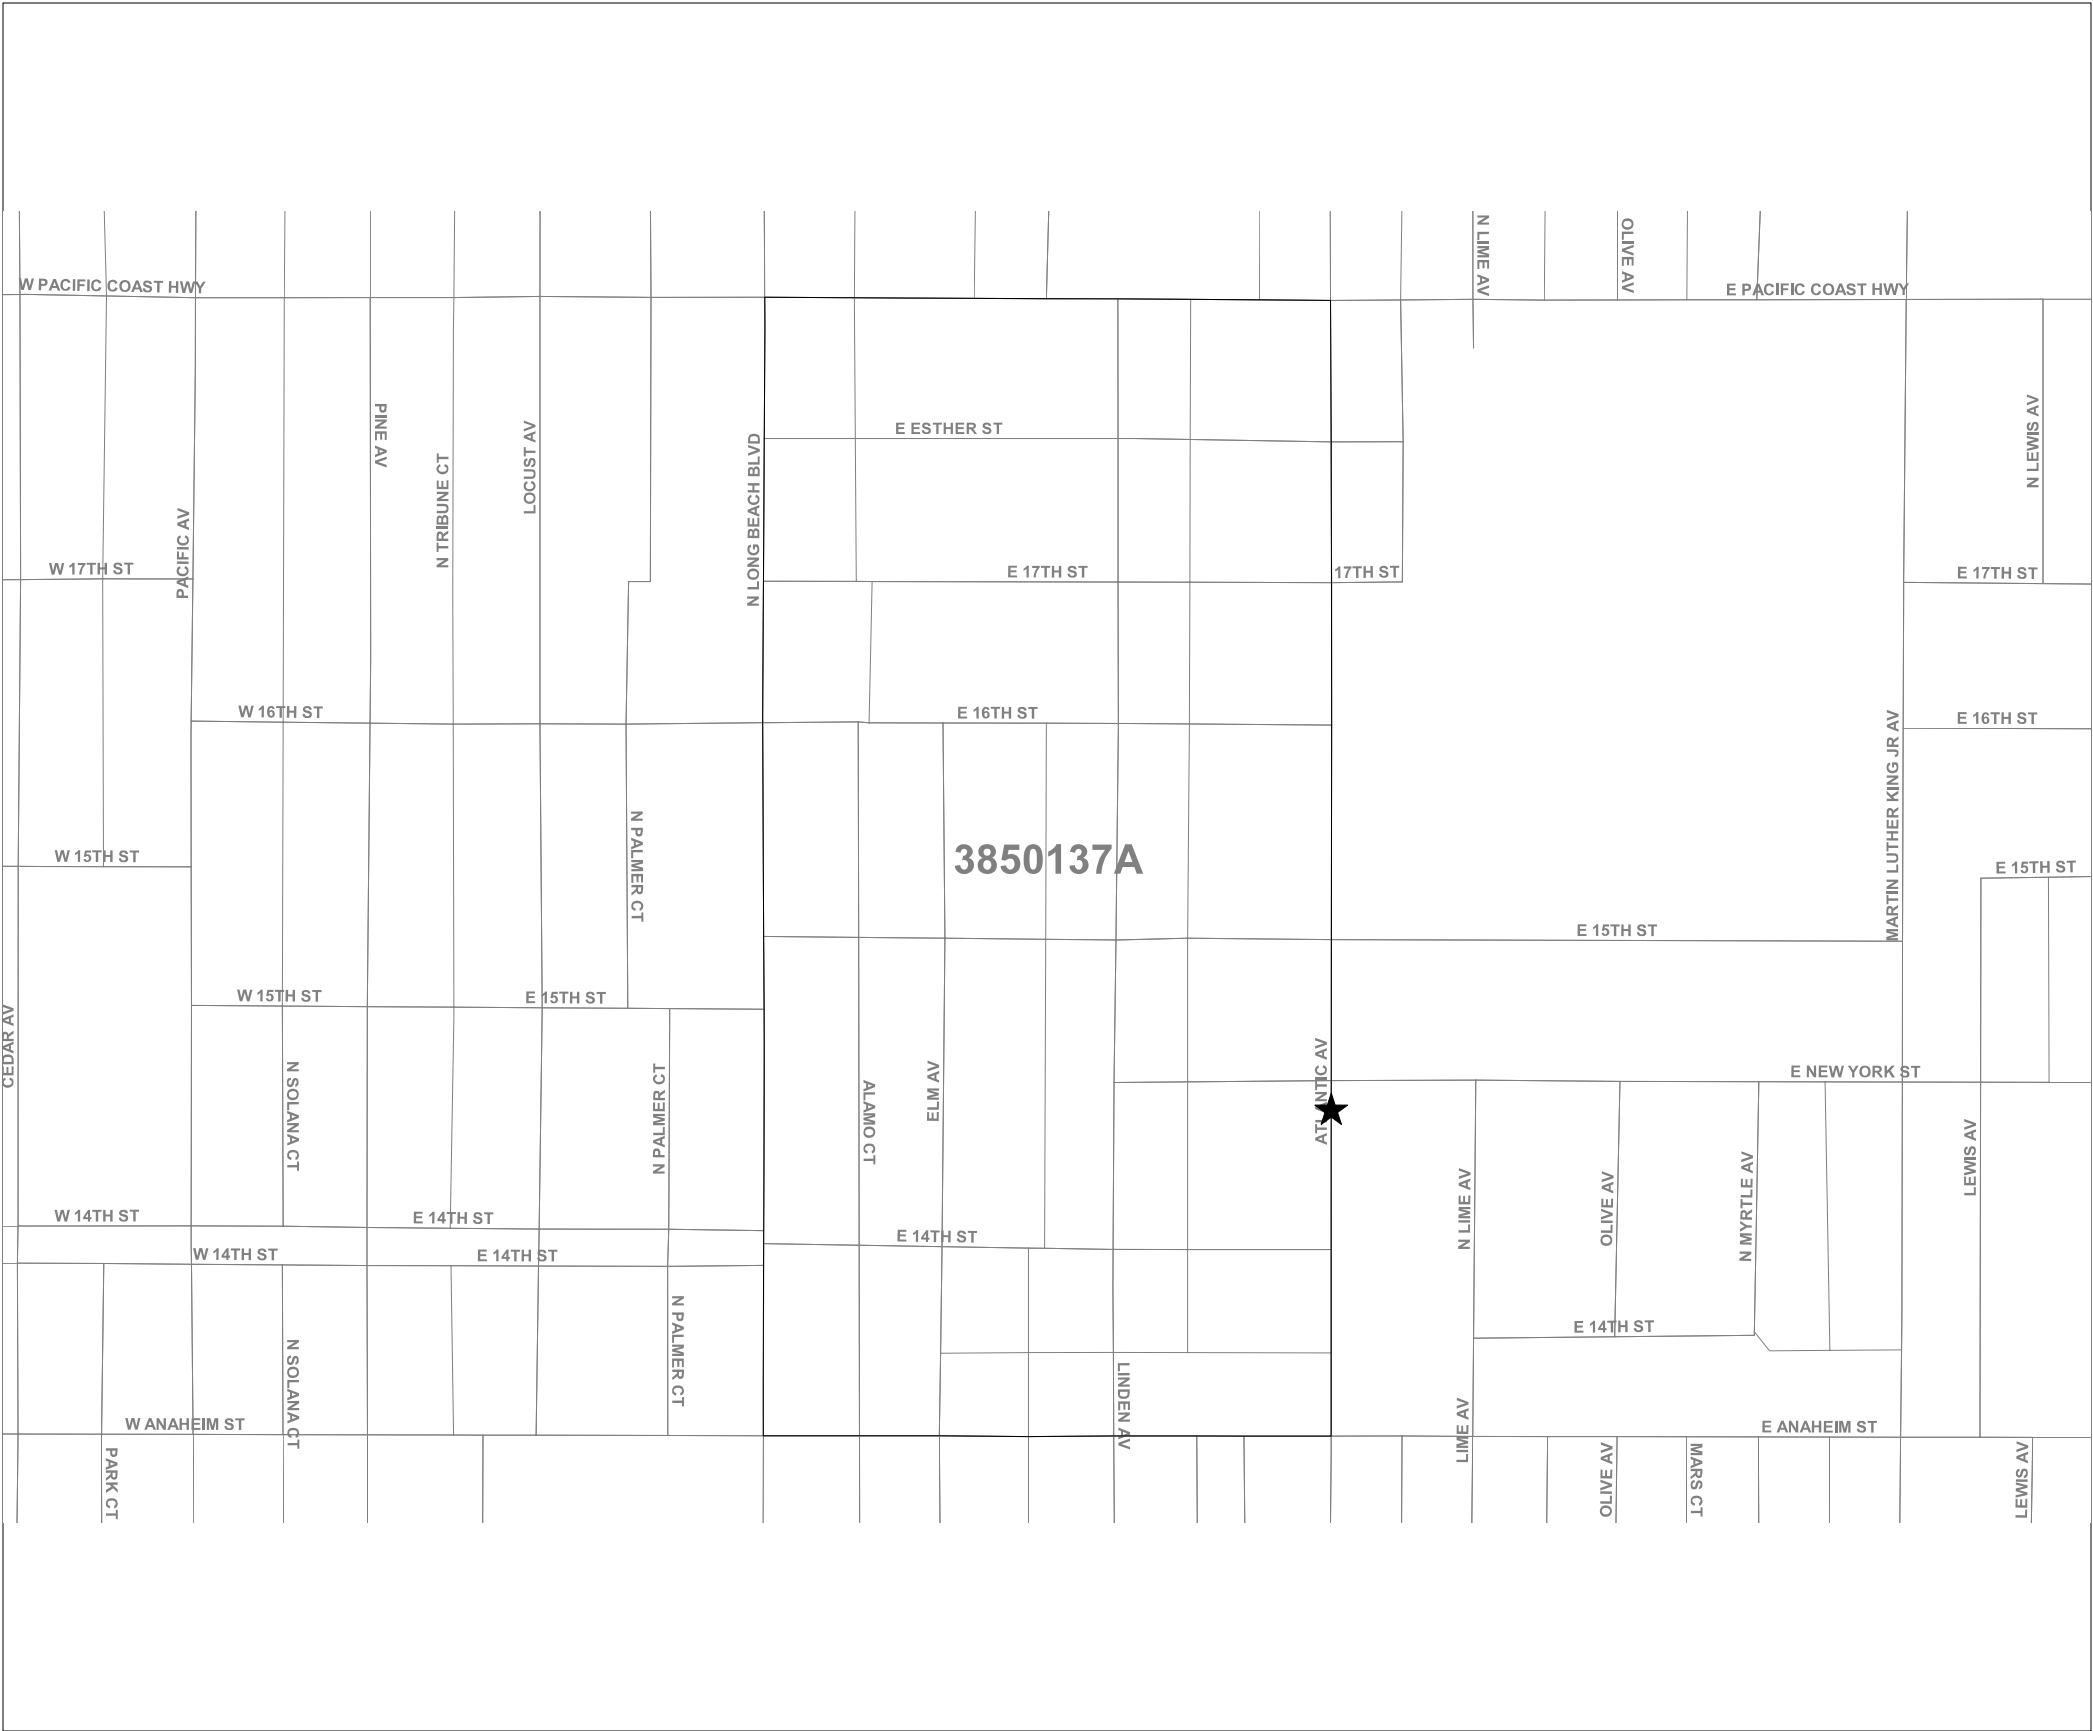 N LIME AV
OLIVE AV
W PACIFIC COAST HWY
E PACIFIC COAST HWY
PINE AV
N LEWIS AV
E ESTHER ST
LOCUST AV
N LONG BEACH BLVD
N TRIBUNE CT
PACIFIC AV
W 17TH ST
E 17TH ST
17TH ST
E 17TH ST
W 16TH ST
E 16TH ST
E 16TH ST
MARTIN LUTHER KING JR AV
N PALMER CT
3850137A
W 15TH ST
E 15TH ST
E 15TH ST
W 15TH ST
E 15TH ST
CEDAR AV
N SOLANA CT
N PALMER CT
ALAMO CT
ELM AV
ATLANTIC AV
E NEW YORK ST
LEWIS AV
N LIME AV
OLIVE AV
N MYRTLE AV
W 14TH ST
E 14TH ST
E 14TH ST
W 14TH ST
E 14TH ST
N PALMER CT
E 14TH ST
N SOLANA CT
LINDEN AV
LIME AV
W ANAHEIM ST
E ANAHEIM ST
PARK CT
OLIVE AV
MARS CT
LEWIS AV